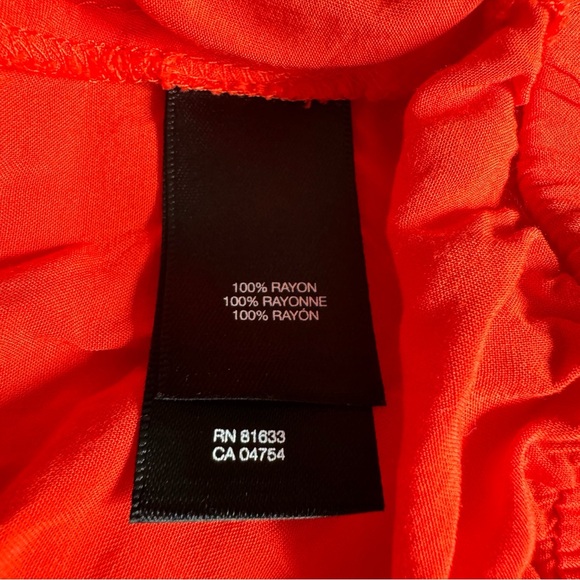 100% RAYON
100% RAYONNE
100% RAYÓN
RN 81633
CA 04754